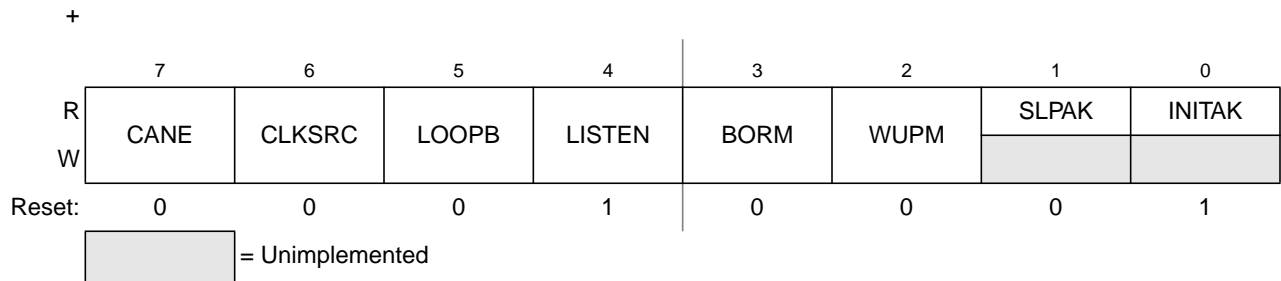 +
7 6 5 4 3 2 1 0
R CANE CLKSRC LOOPB LISTEN BORM WUPM SLPAK INITAK
W
Reset: 0 0 0 1 0 0 0 1
= Unimplemented